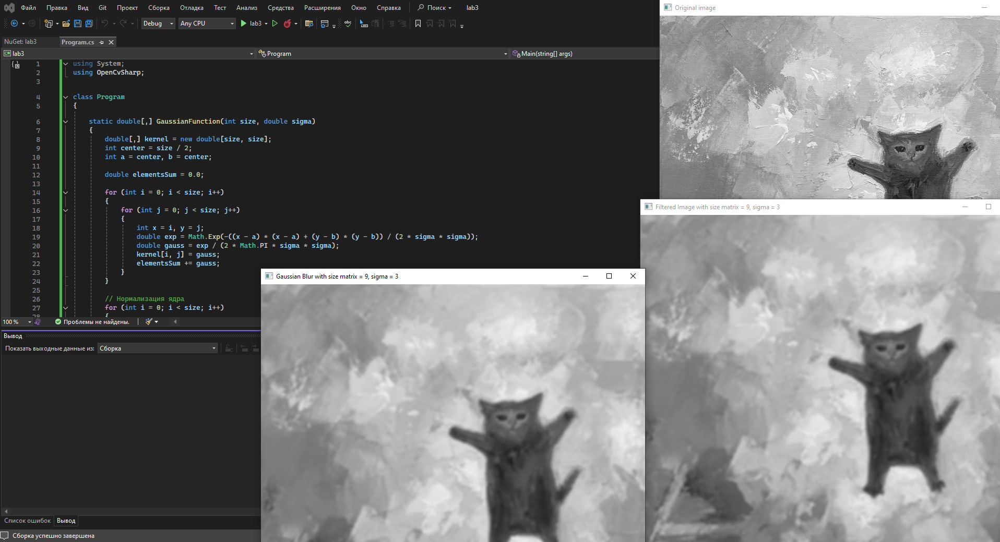 Файл Правка Вид Git Проект Сборка Отладка Тест Анализ Средства Расширения Окно Справка Поиск lab3
Debug Any CPU lab3
NuGet: lab3 Program.cs
C# lab3 Program Main(string[] args)
1 using System;
2 using OpenCvSharp;
3
4 class Program
5 {
6 static double[,] GaussianFunction(int size, double sigma)
7 {
8 double[,] kernel = new double[size, size];
9 int center = size / 2;
10 int a = center, b = center;
11
12 double elementsSum = 0.0;
13
14 for (int i = 0; i < size; i++)
15 {
16 for (int j = 0; j < size; j++)
17 {
18 int x = i, y = j;
19 double exp = Math.Exp(-((x - a) * (x - a) + (y - b) * (y - b)) / (2 * sigma * sigma));
20 double gauss = exp / (2 * Math.PI * sigma * sigma);
21 kernel[i, j] = gauss;
22 elementsSum += gauss;
23 }
24 }
25
26 // Нормализация ядра
27 for (int i = 0; i < size; i++)
28 {
100 % Проблемы не найдены.
Вывод
Показать выходные данные из: Сборка
Список ошибок Вывод
Сборка успешно завершена
Original image
Filtered Image with size matrix = 9, sigma = 3
Gaussian Blur with size matrix = 9, sigma = 3